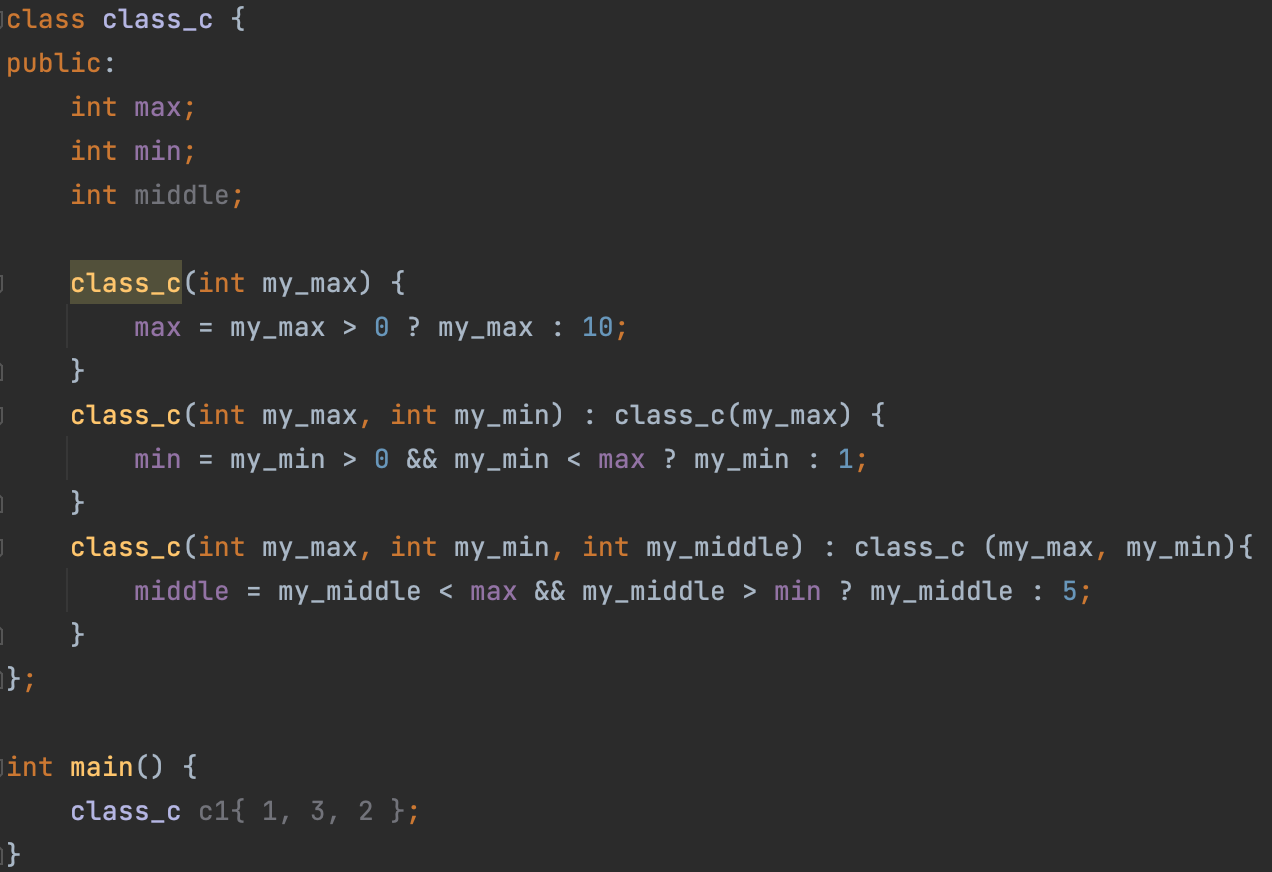 class class_c {
public:
    int max;
    int min;
    int middle;

    class_c(int my_max) {
        max = my_max > 0 ? my_max : 10;
    }
    class_c(int my_max, int my_min) : class_c(my_max) {
        min = my_min > 0 && my_min < max ? my_min : 1;
    }
    class_c(int my_max, int my_min, int my_middle) : class_c (my_max, my_min){
        middle = my_middle < max && my_middle > min ? my_middle : 5;
    }
};

int main() {
    class_c c1{ 1, 3, 2 };
}